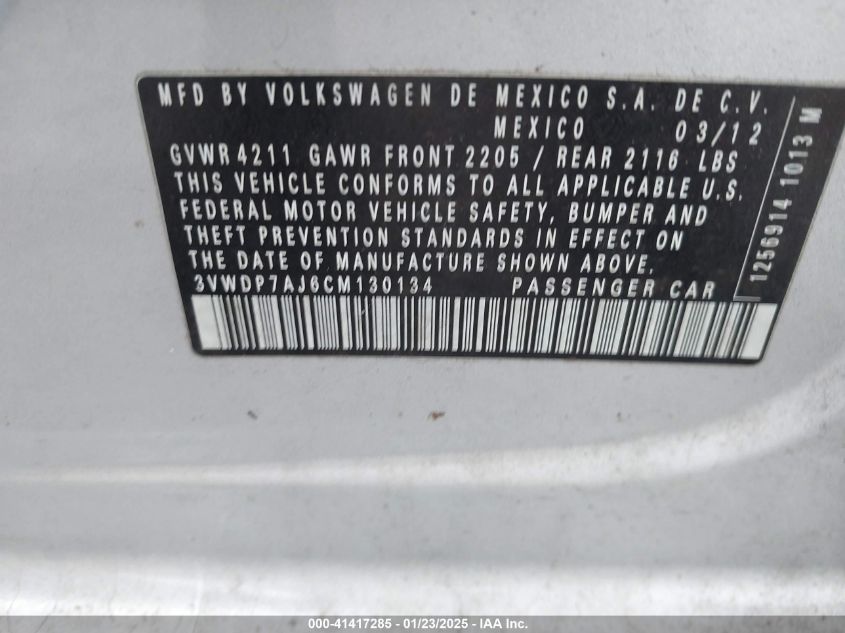 MFD BY VOLKSWAGEN DE MEXICO S.A. DE C.V.
MEXICO 03/12
GVWR 4211 GAWR FRONT 2205 / REAR 2116 LBS
THIS VEHICLE CONFORMS TO ALL APPLICABLE U.S.
FEDERAL MOTOR VEHICLE SAFETY, BUMPER AND
THEFT PREVENTION STANDARDS IN EFFECT ON
THE DATE OF MANUFACTURE SHOWN ABOVE.
3VWDP7AJ6CM130134 PASSENGER CAR
1256914 1013 M
000-41417285 - 01/23/2025 - IAA Inc.